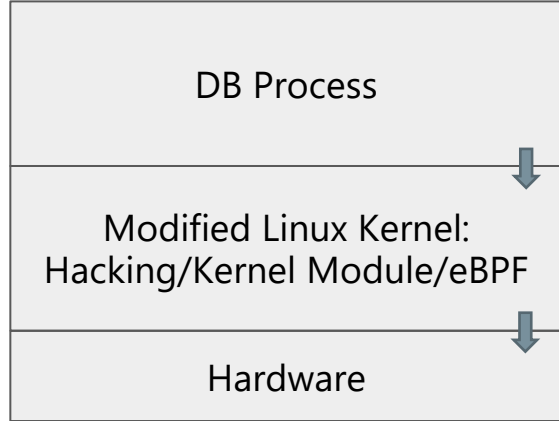 DB Process
Modified Linux Kernel:
Hacking/Kernel Module/eBPF
Hardware